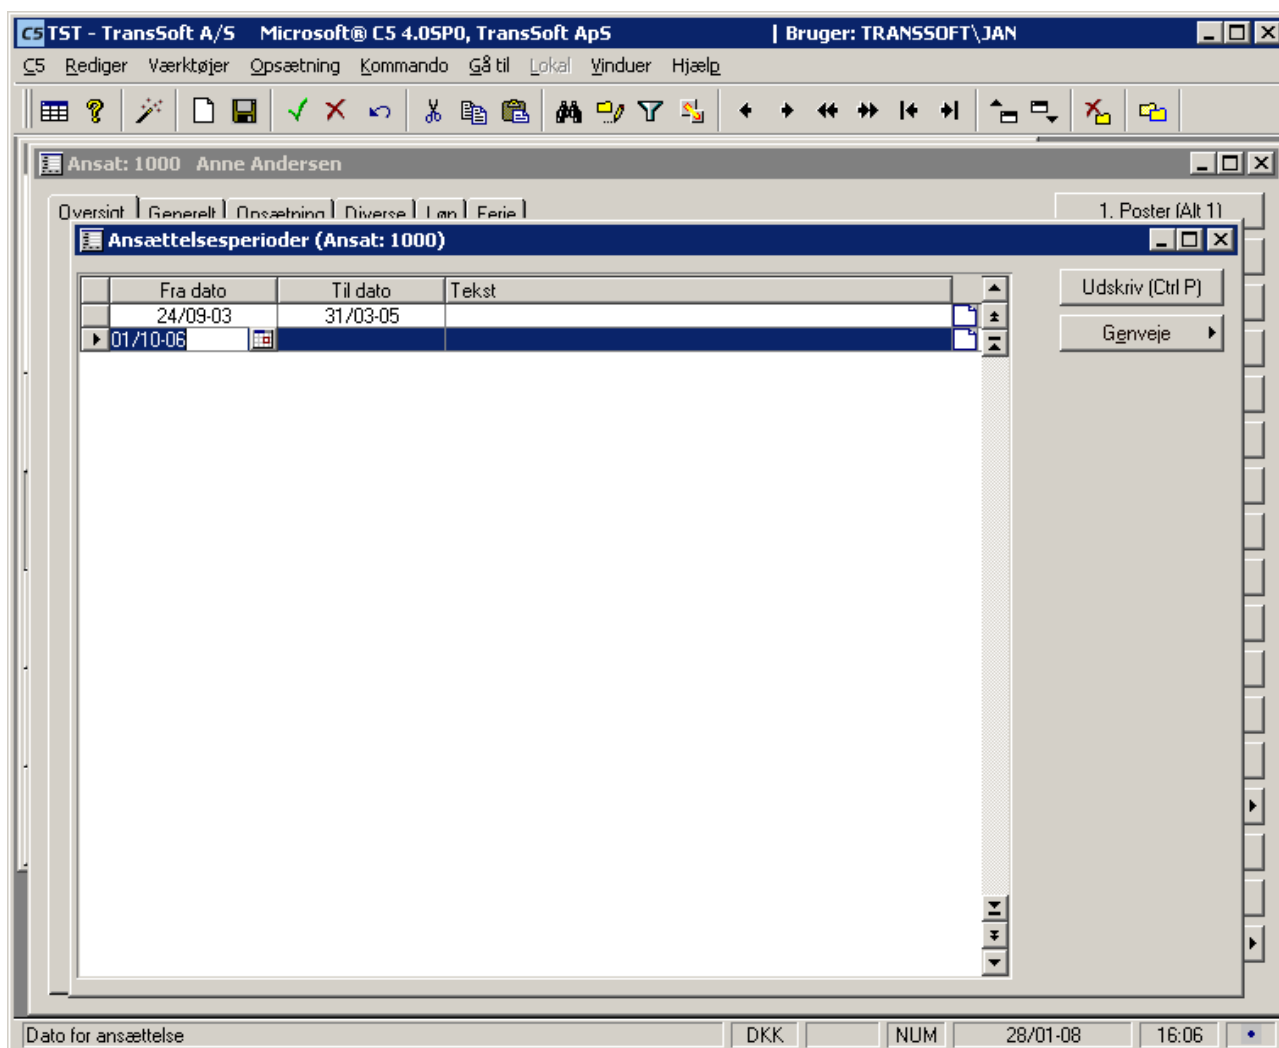 C5 TST - TransSoft A/S Microsoft® C5 4.0SP0, TransSoft ApS | Bruger: TRANSSOFT\JAN
C5 Rediger Værktøjer Opsætning Kommando Gå til Lokal Vinduer Hjælp
Ansat: 1000 Anne Andersen
Oversigt Generelt Opsætning Diverse Løn Ferie 1. Poster (Alt 1)
Ansættelsesperioder (Ansat: 1000)
Fra dato Til dato Tekst Udskriv (Ctrl P)
24/09-03 31/03-05
01/10-06 Genveje
Dato for ansættelse DKK NUM 28/01-08 16:06